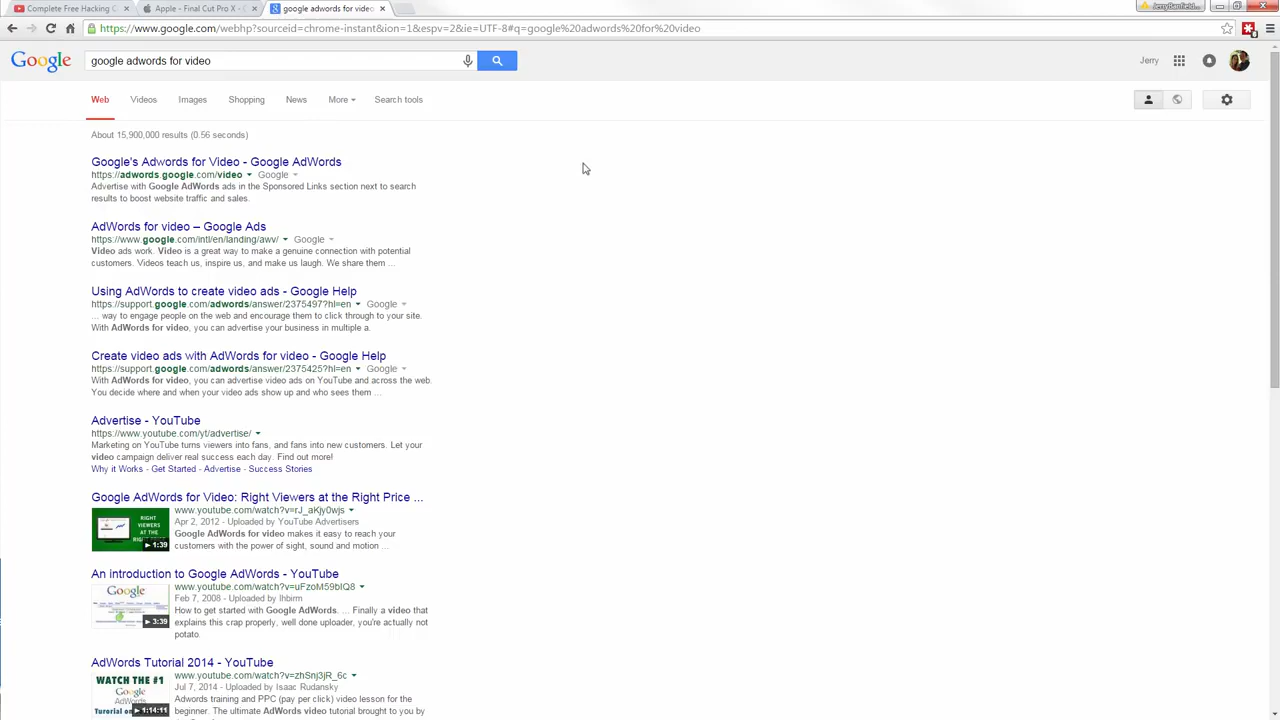 Complete Free Hacking C
Apple - Final Cut Pro X - C
google adwords for video
https://www.google.com/webhp?sourceid=chrome-instant&ion=1&espv=2&ie=UTF-8#q=google%20adwords%20for%20video
Google
google adwords for video
Jerry
Web
Videos
Images
Shopping
News
More
Search tools
About 15,900,000 results (0.56 seconds)
Google's Adwords for Video - Google AdWords
https://adwords.google.com/video
Google
Advertise with Google AdWords ads in the Sponsored Links section next to search
results to boost website traffic and sales.
AdWords for video – Google Ads
https://www.google.com/intl/en/landing/awv/
Google
Video ads work. Video is a great way to make a genuine connection with potential
customers. Videos teach us, inspire us, and make us laugh. We share them ...
Using AdWords to create video ads - Google Help
https://support.google.com/adwords/answer/2375497?hl=en
Google
... way to engage people on the web and encourage them to click through to your site.
With AdWords for video, you can advertise your business in multiple a.
Create video ads with AdWords for video - Google Help
https://support.google.com/adwords/answer/2375425?hl=en
Google
With AdWords for video, you can advertise video ads on YouTube and across the web.
You decide where and when your video ads show up and who sees them ...
Advertise - YouTube
https://www.youtube.com/yt/advertise/
Marketing on YouTube turns viewers into fans, and fans into new customers. Let your
video campaign deliver real success each day. Find out more!
Why it Works - Get Started - Advertise - Success Stories
Google AdWords for Video: Right Viewers at the Right Price ...
RIGHT
VIEWERS
AT THE
RIGHT
1:39
www.youtube.com/watch?v=rJ_aKjy0wjs
Apr 2, 2012 - Uploaded by YouTube Advertisers
Google AdWords for video makes it easy to reach your
customers with the power of sight, sound and motion ...
An introduction to Google AdWords - YouTube
Google
3:39
www.youtube.com/watch?v=uFzoM59bIQ8
Feb 7, 2008 - Uploaded by lhbirm
How to get started with Google AdWords. ... Finally a video that
explains this crap properly, well done uploader, you're actually not
potato.
AdWords Tutorial 2014 - YouTube
WATCH THE #1
Google
AdWords
Tutorial on
www.youtube.com/watch?v=zhSnj3jR_6c
Jul 7, 2014 - Uploaded by Isaac Rudansky
Adwords training and PPC (pay per click) video lesson for the
beginner. The ultimate AdWords video tutorial brought to you by